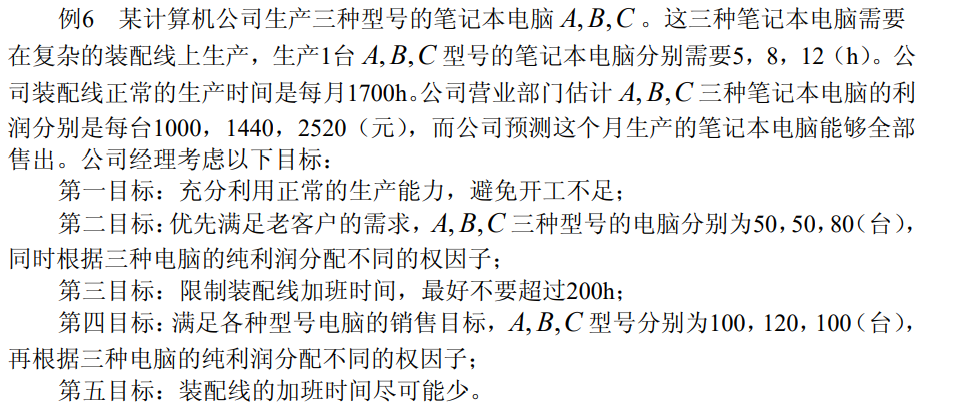 例6 某计算机公司生产三种型号的笔记本电脑 A,B,C 。这三种笔记本电脑需要
在复杂的装配线上生产，生产1台 A,B,C 型号的笔记本电脑分别需要5，8，12（h）。公
司装配线正常的生产时间是每月1700h。公司营业部门估计 A,B,C 三种笔记本电脑的利
润分别是每台1000，1440，2520（元），而公司预测这个月生产的笔记本电脑能够全部
售出。公司经理考虑以下目标：
第一目标：充分利用正常的生产能力，避免开工不足；
第二目标：优先满足老客户的需求，A,B,C 三种型号的电脑分别为50，50，80（台），
同时根据三种电脑的纯利润分配不同的权因子；
第三目标：限制装配线加班时间，最好不要超过200h；
第四目标：满足各种型号电脑的销售目标，A,B,C 型号分别为100，120，100（台），
再根据三种电脑的纯利润分配不同的权因子；
第五目标：装配线的加班时间尽可能少。